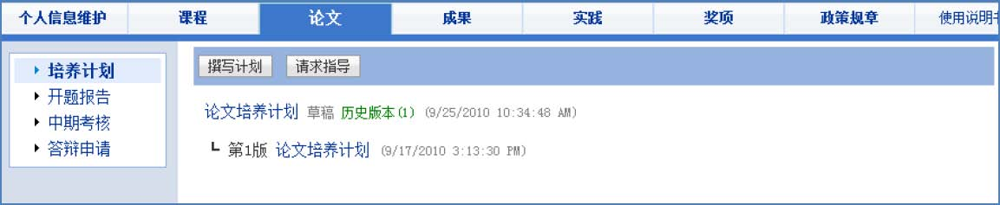 个人信息维护 课程 论文 成果 实践 奖项 政策规章 使用说明
培养计划
开题报告
中期考核
答辩申请
撰写计划 请求指导
论文培养计划 草稿 历史版本(1) (9/25/2010 10:34:48 AM)
┗ 第1版 论文培养计划 (9/17/2010 3:13:30 PM)